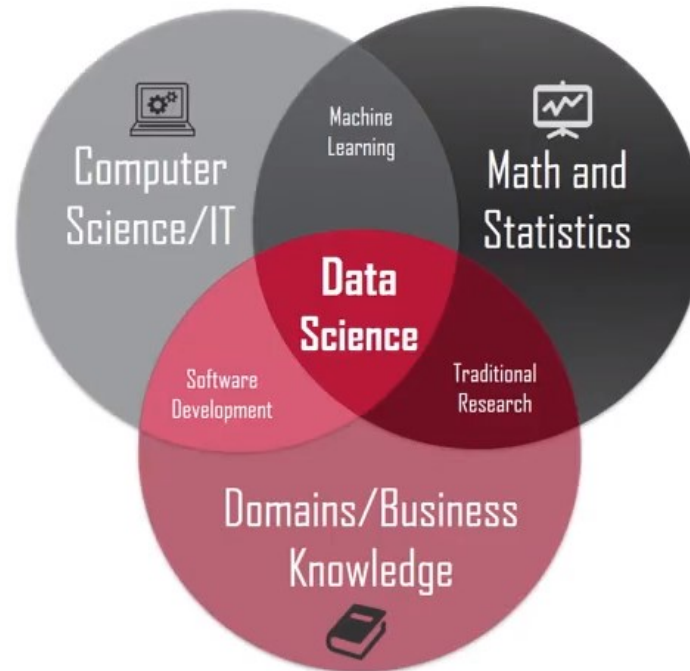 Machine
Learning
Computer
Science/IT
Math and
Statistics
Data
Science
Software
Development
Traditional
Research
Domains/Business
Knowledge